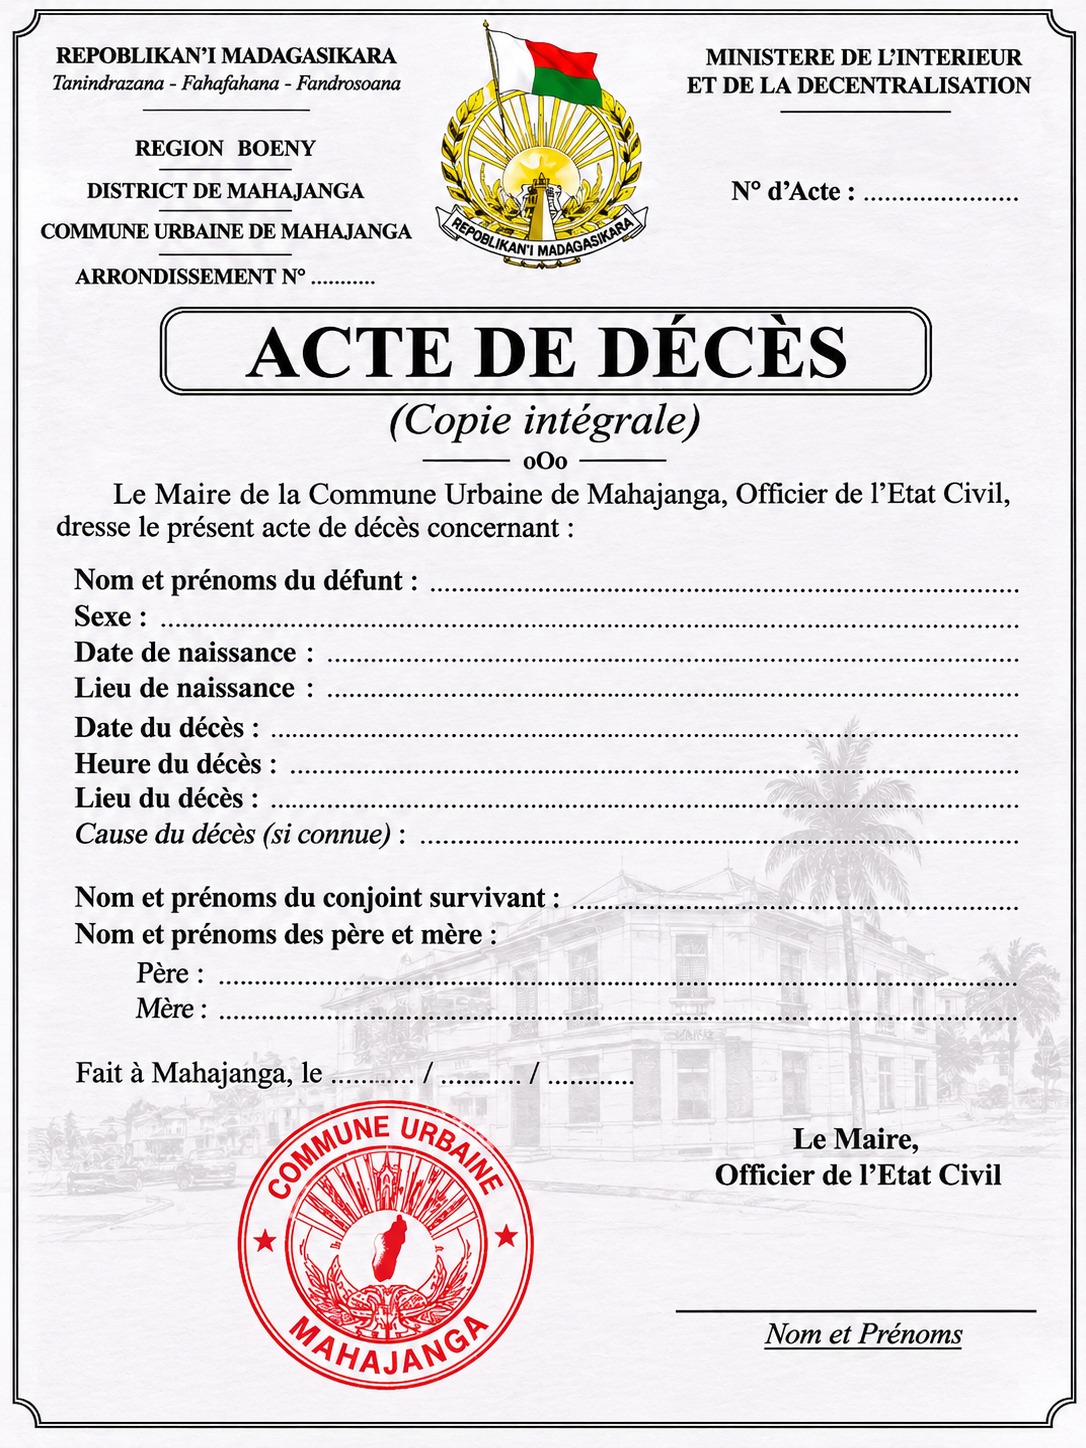 REPOBLIKAN'I MADAGASIKARA
Tanindrazana - Fahafahana - Fandrosoana
REGION BOENY
DISTRICT DE MAHAJANGA
COMMUNE URBAINE DE MAHAJANGA
ARRONDISSEMENT N° ...........
REPOBLIKAN'I MADAGASIKARA
MINISTERE DE L'INTERIEUR
ET DE LA DECENTRALISATION
N° d'Acte : ......................
ACTE DE DÉCÈS
(Copie intégrale)
oOo
Le Maire de la Commune Urbaine de Mahajanga, Officier de l'Etat Civil,
dresse le présent acte de décès concernant :
Nom et prénoms du défunt : ......................
Sexe : ......................
Date de naissance : ......................
Lieu de naissance : ......................
Date du décès : ......................
Heure du décès : ......................
Lieu du décès : ......................
Cause du décès (si connue) : ......................
Nom et prénoms du conjoint survivant : ......................
Nom et prénoms des père et mère :
Père : ......................
Mère : ......................
Fait à Mahajanga, le ............ / ........... / ............
COMMUNE URBAINE
MAHAJANGA
Le Maire,
Officier de l'Etat Civil
Nom et Prénoms